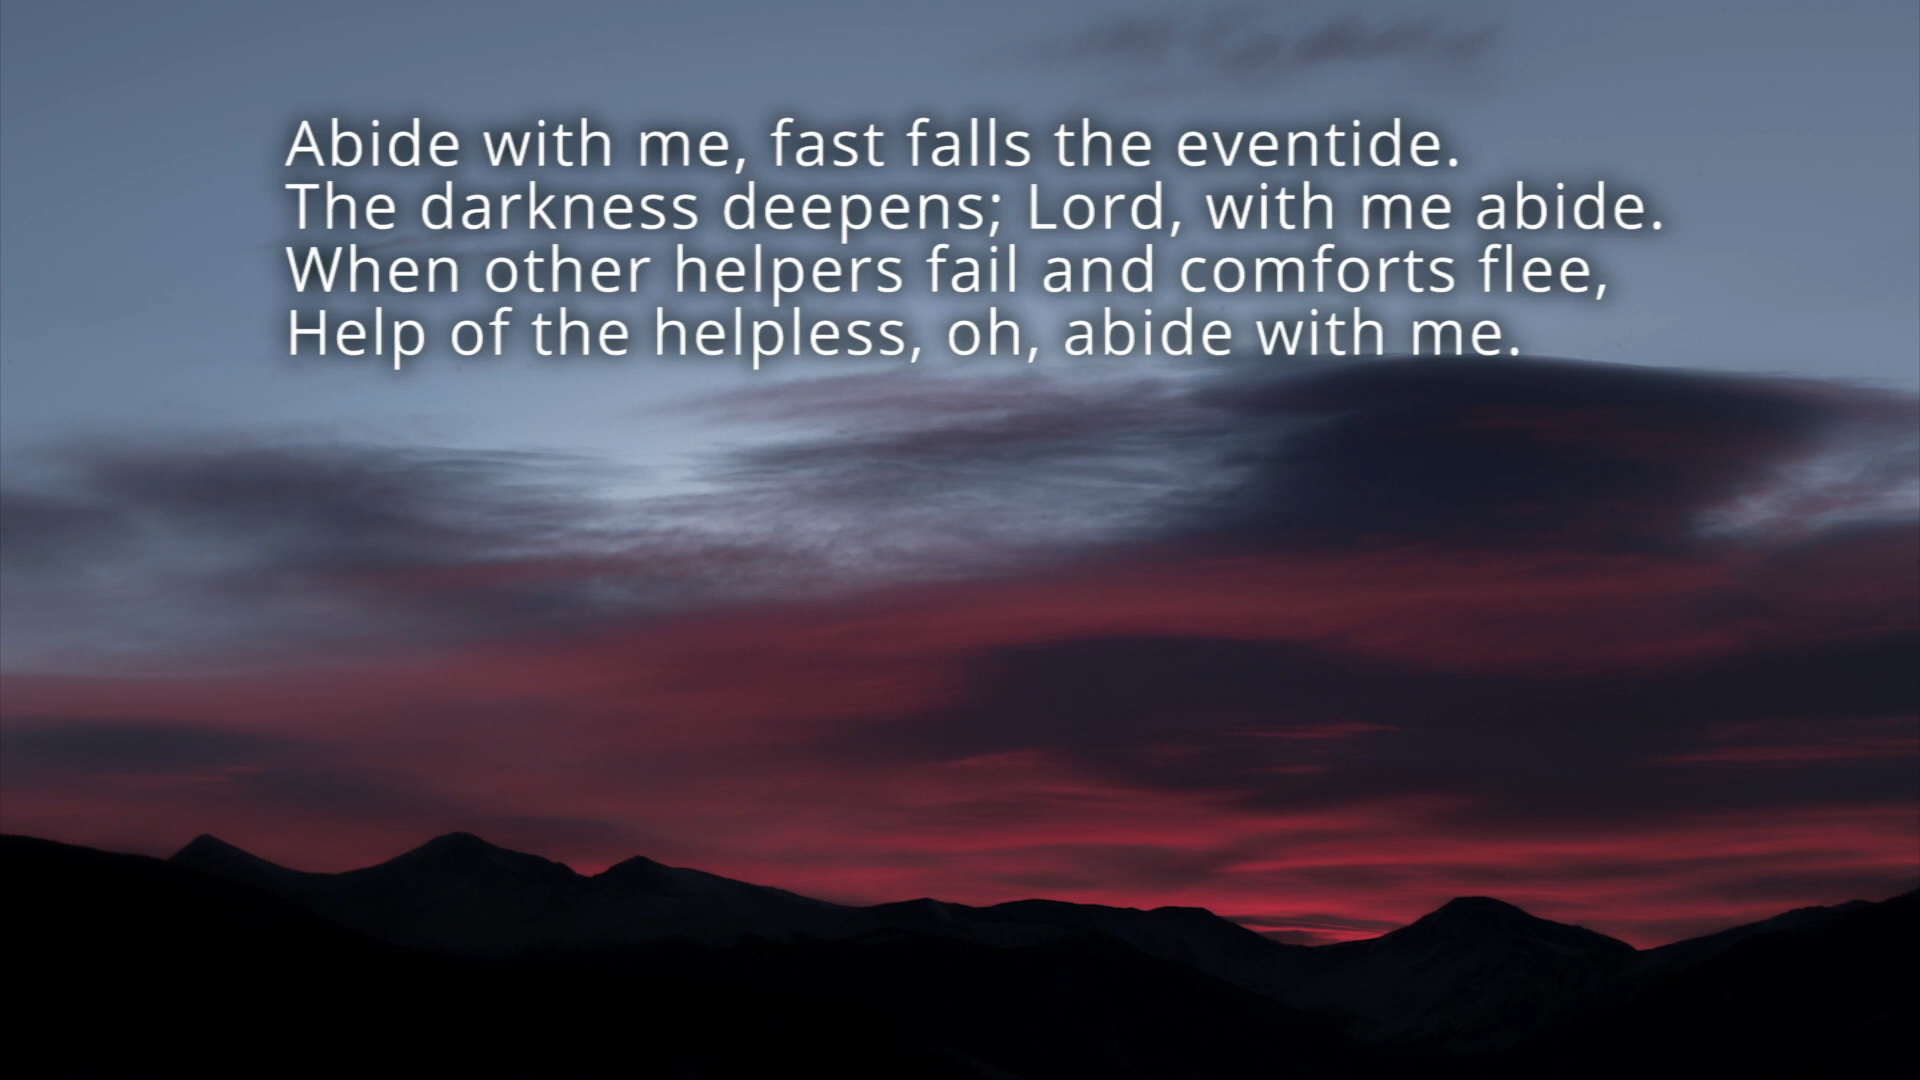 Abide with me, fast falls the eventide.
The darkness deepens; Lord, with me abide.
When other helpers fail and comforts flee,
Help of the helpless, oh, abide with me.